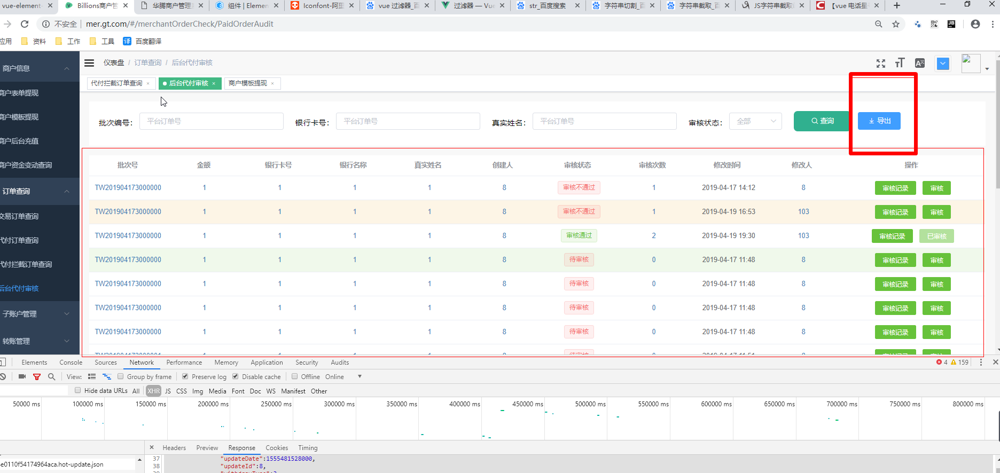 vue-element-
Billions商户管
华腾商户管理
组件 | Elemen
Iconfont-阿里
vue 过滤器_百
过滤器 — Vue
str_百度搜索
字符串切割_百
字符串截取_百
JS字符串截取
【vue 电话星
不安全
mer.gt.com/#/merchantOrderCheck/PaidOrderAudit
应用
资料
工作
工具
译 百度翻译
商户信息
商户表单提现
商户模板提现
商户后台充值
商户资金变动查询
订单查询
交易订单查询
代付订单查询
代付拦截订单查询
后台代付审核
子账户管理
转账管理
仪表盘 / 订单查询 / 后台代付审核
代付拦截订单查询 ×
后台代付审核 ×
商户模板提现 ×
批次编号: 平台订单号
银行卡号: 平台订单号
真实姓名: 平台订单号
审核状态: 全部
查询
导出
批次号 金额 银行卡号 银行名称 真实姓名 创建人 审核状态 审核次数 修改时间 修改人 操作
TW201904173000000 1 1 1 1 8 审核不通过 1 2019-04-17 14:12 8 审核记录 审核
TW201904173000000 1 1 1 1 8 审核不通过 1 2019-04-19 16:53 103 审核记录 审核
TW201904173000000 1 1 1 1 8 审核通过 2 2019-04-19 19:30 103 审核记录 已审核
TW201904173000000 1 1 1 1 8 待审核 0 2019-04-17 11:48 8 审核记录 审核
TW201904173000000 1 1 1 1 8 待审核 0 2019-04-17 11:48 8 审核记录 审核
TW201904173000000 1 1 1 1 8 待审核 0 2019-04-17 11:48 8 审核记录 审核
TW201904173000000 1 1 1 1 8 待审核 0 2019-04-17 11:48 8 审核记录 审核
Elements Console Sources Network Performance Memory Application Security Audits
4 159
View: Group by frame Preserve log Disable cache Offline Online
Hide data URLs All XHR JS CSS Img Media Font Doc WS Manifest Other
50000 ms 100000 ms 150000 ms 200000 ms 250000 ms 300000 ms 350000 ms 400000 ms 450000 ms 500000 ms 550000 ms 600000 ms 650000 ms 700000 ms 750000 ms 800000 ms
× Headers Preview Response Cookies Timing
e0110f54174964aca.hot-update.json
37 "updateDate":1555481528000,
38 "updateId":8,